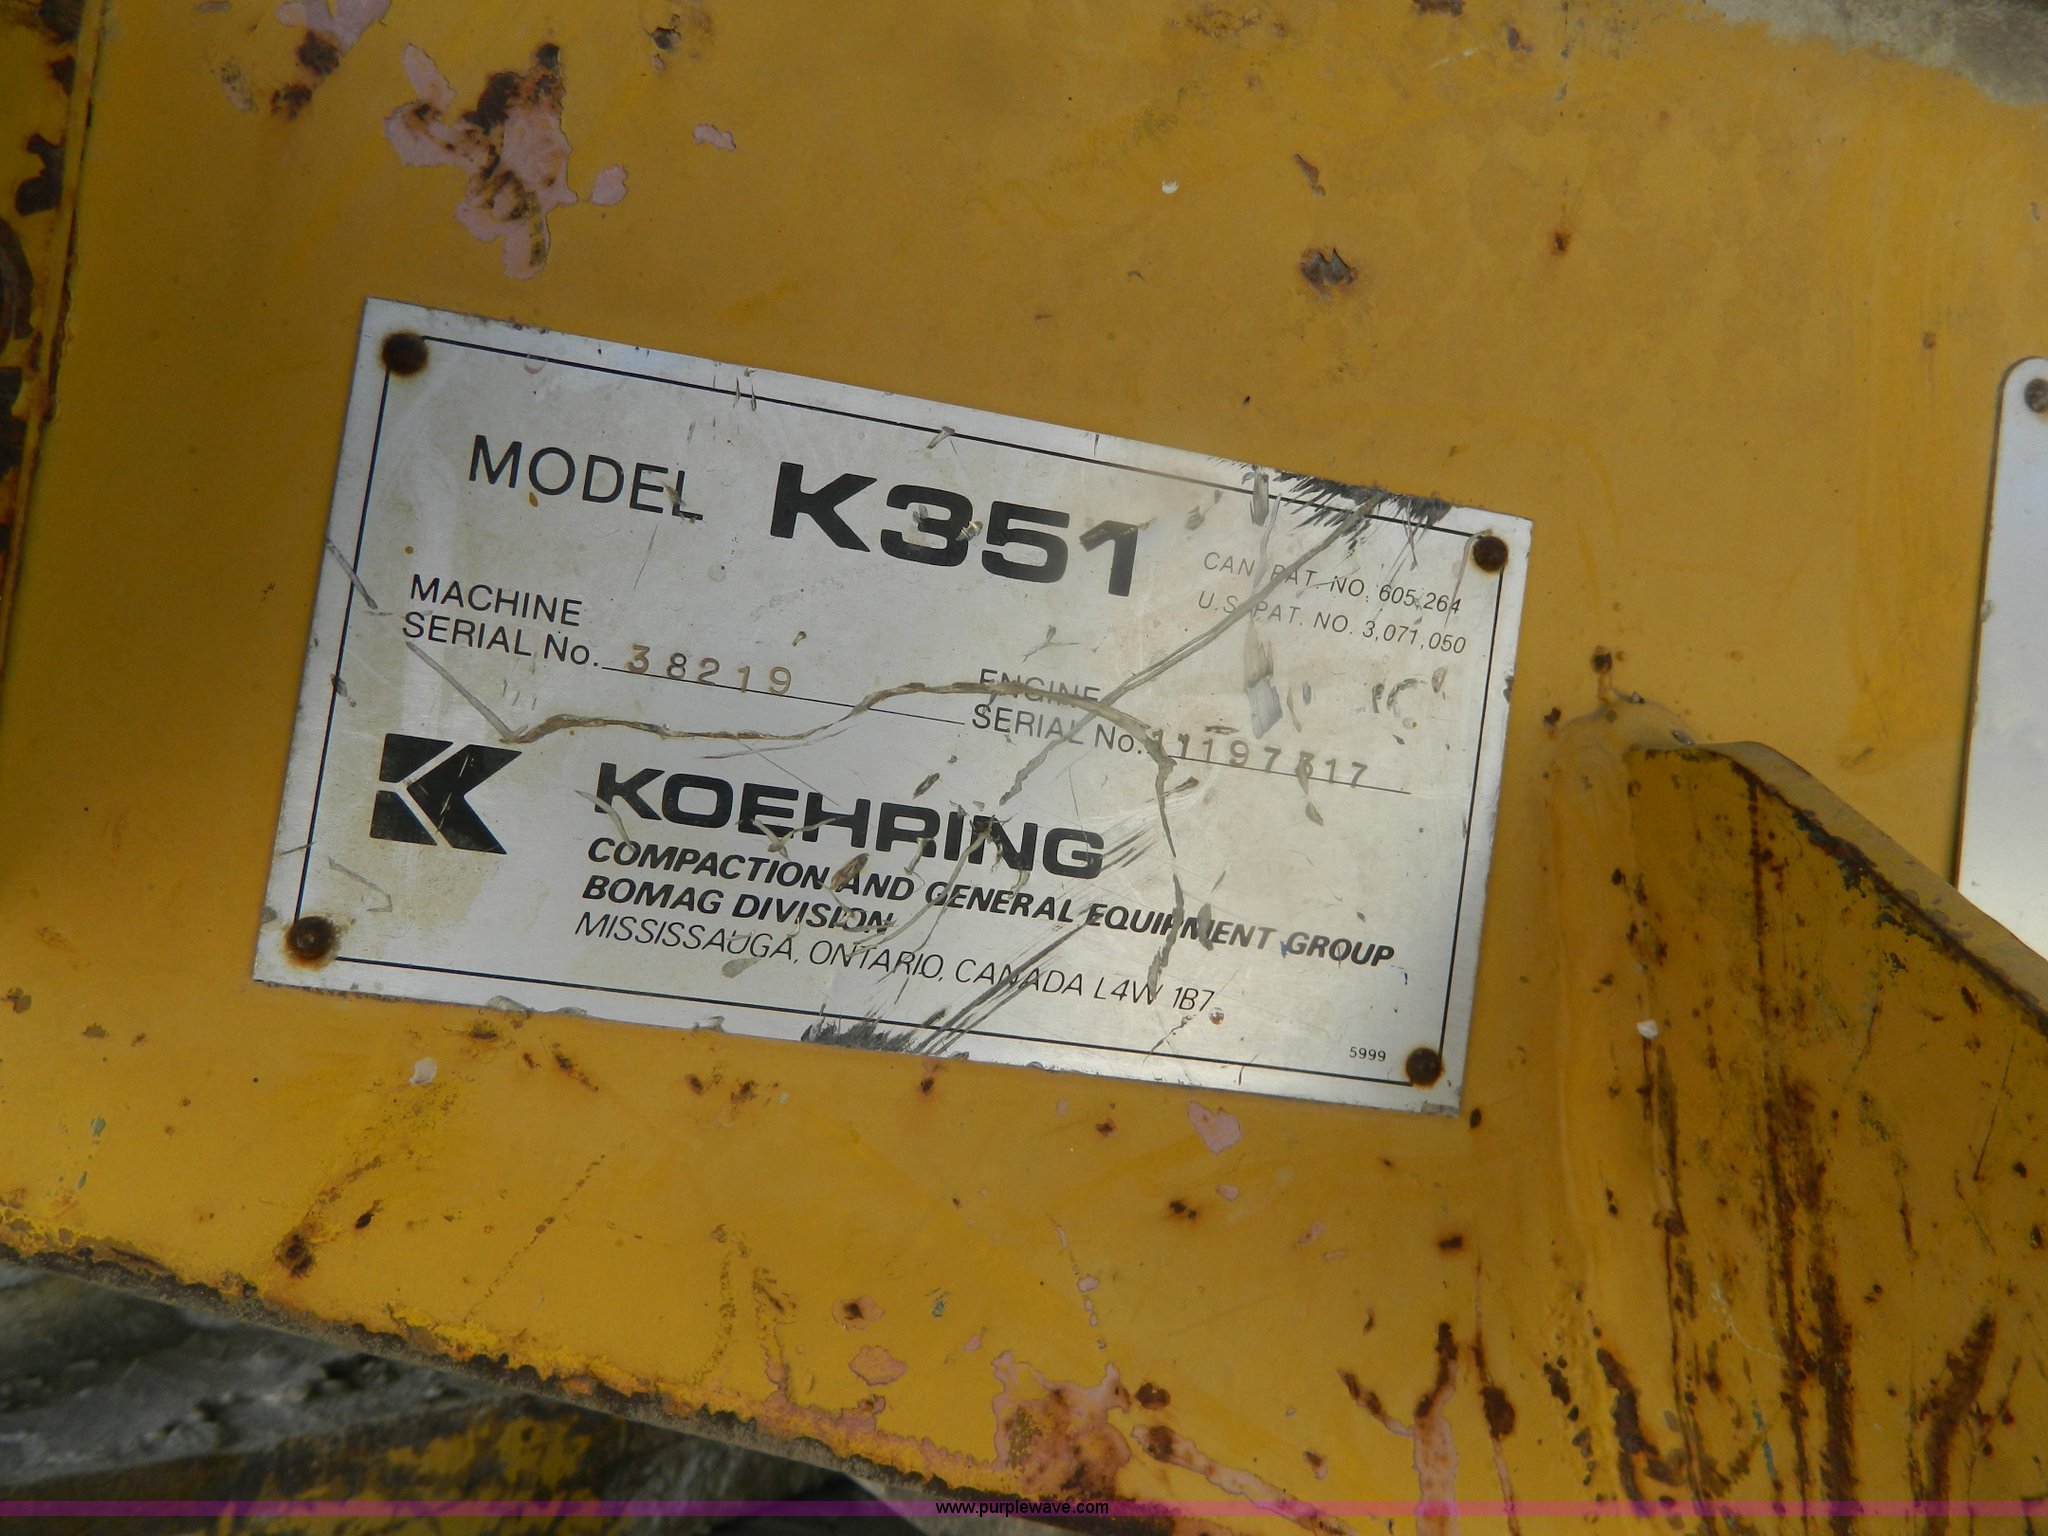 MODEL K351
CAN. PAT. NO. 605,264
U.S. PAT. NO. 3,071,050
MACHINE
SERIAL No. 38219
ENGINE
SERIAL No. 11197317
KOEHRING
COMPACTION AND GENERAL EQUIPMENT GROUP
BOMAG DIVISION
MISSISSAUGA, ONTARIO, CANADA L4W 1B7
5999
www.purplewave.com